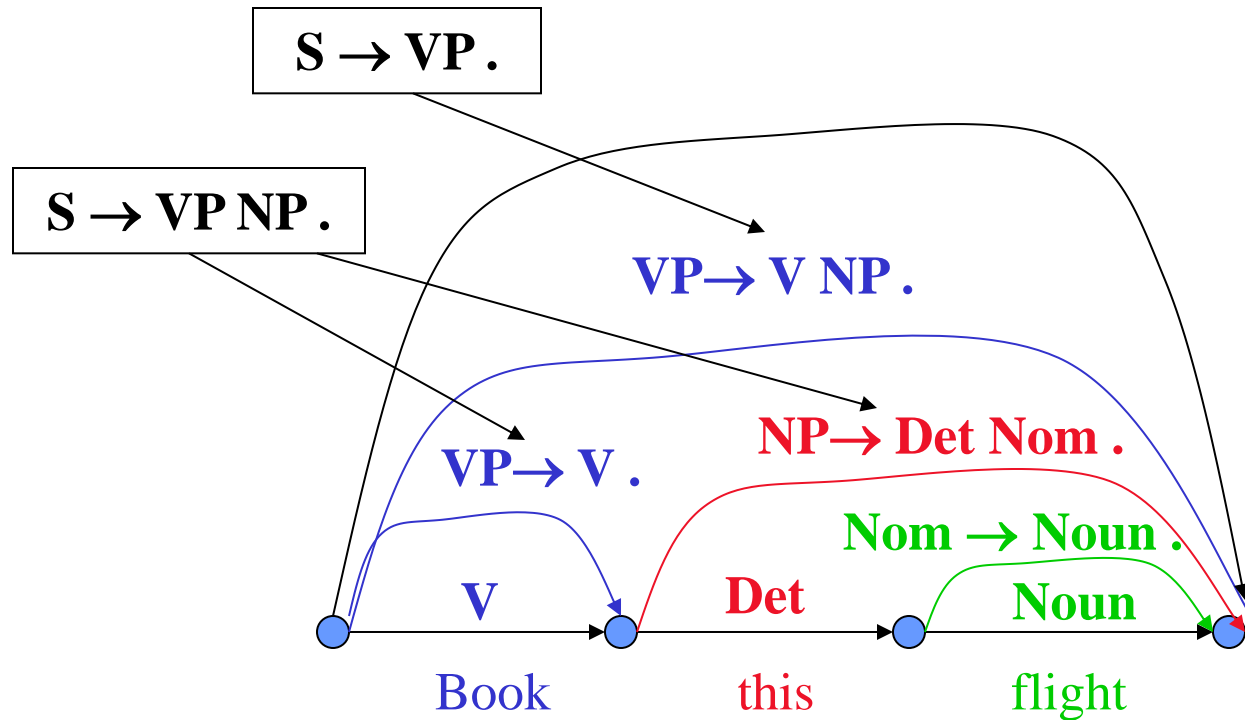 S → VP .
S → VP NP .
VP→ V NP .
NP→ Det Nom .
VP→ V .
Nom → Noun .
V Det Noun
Book this flight